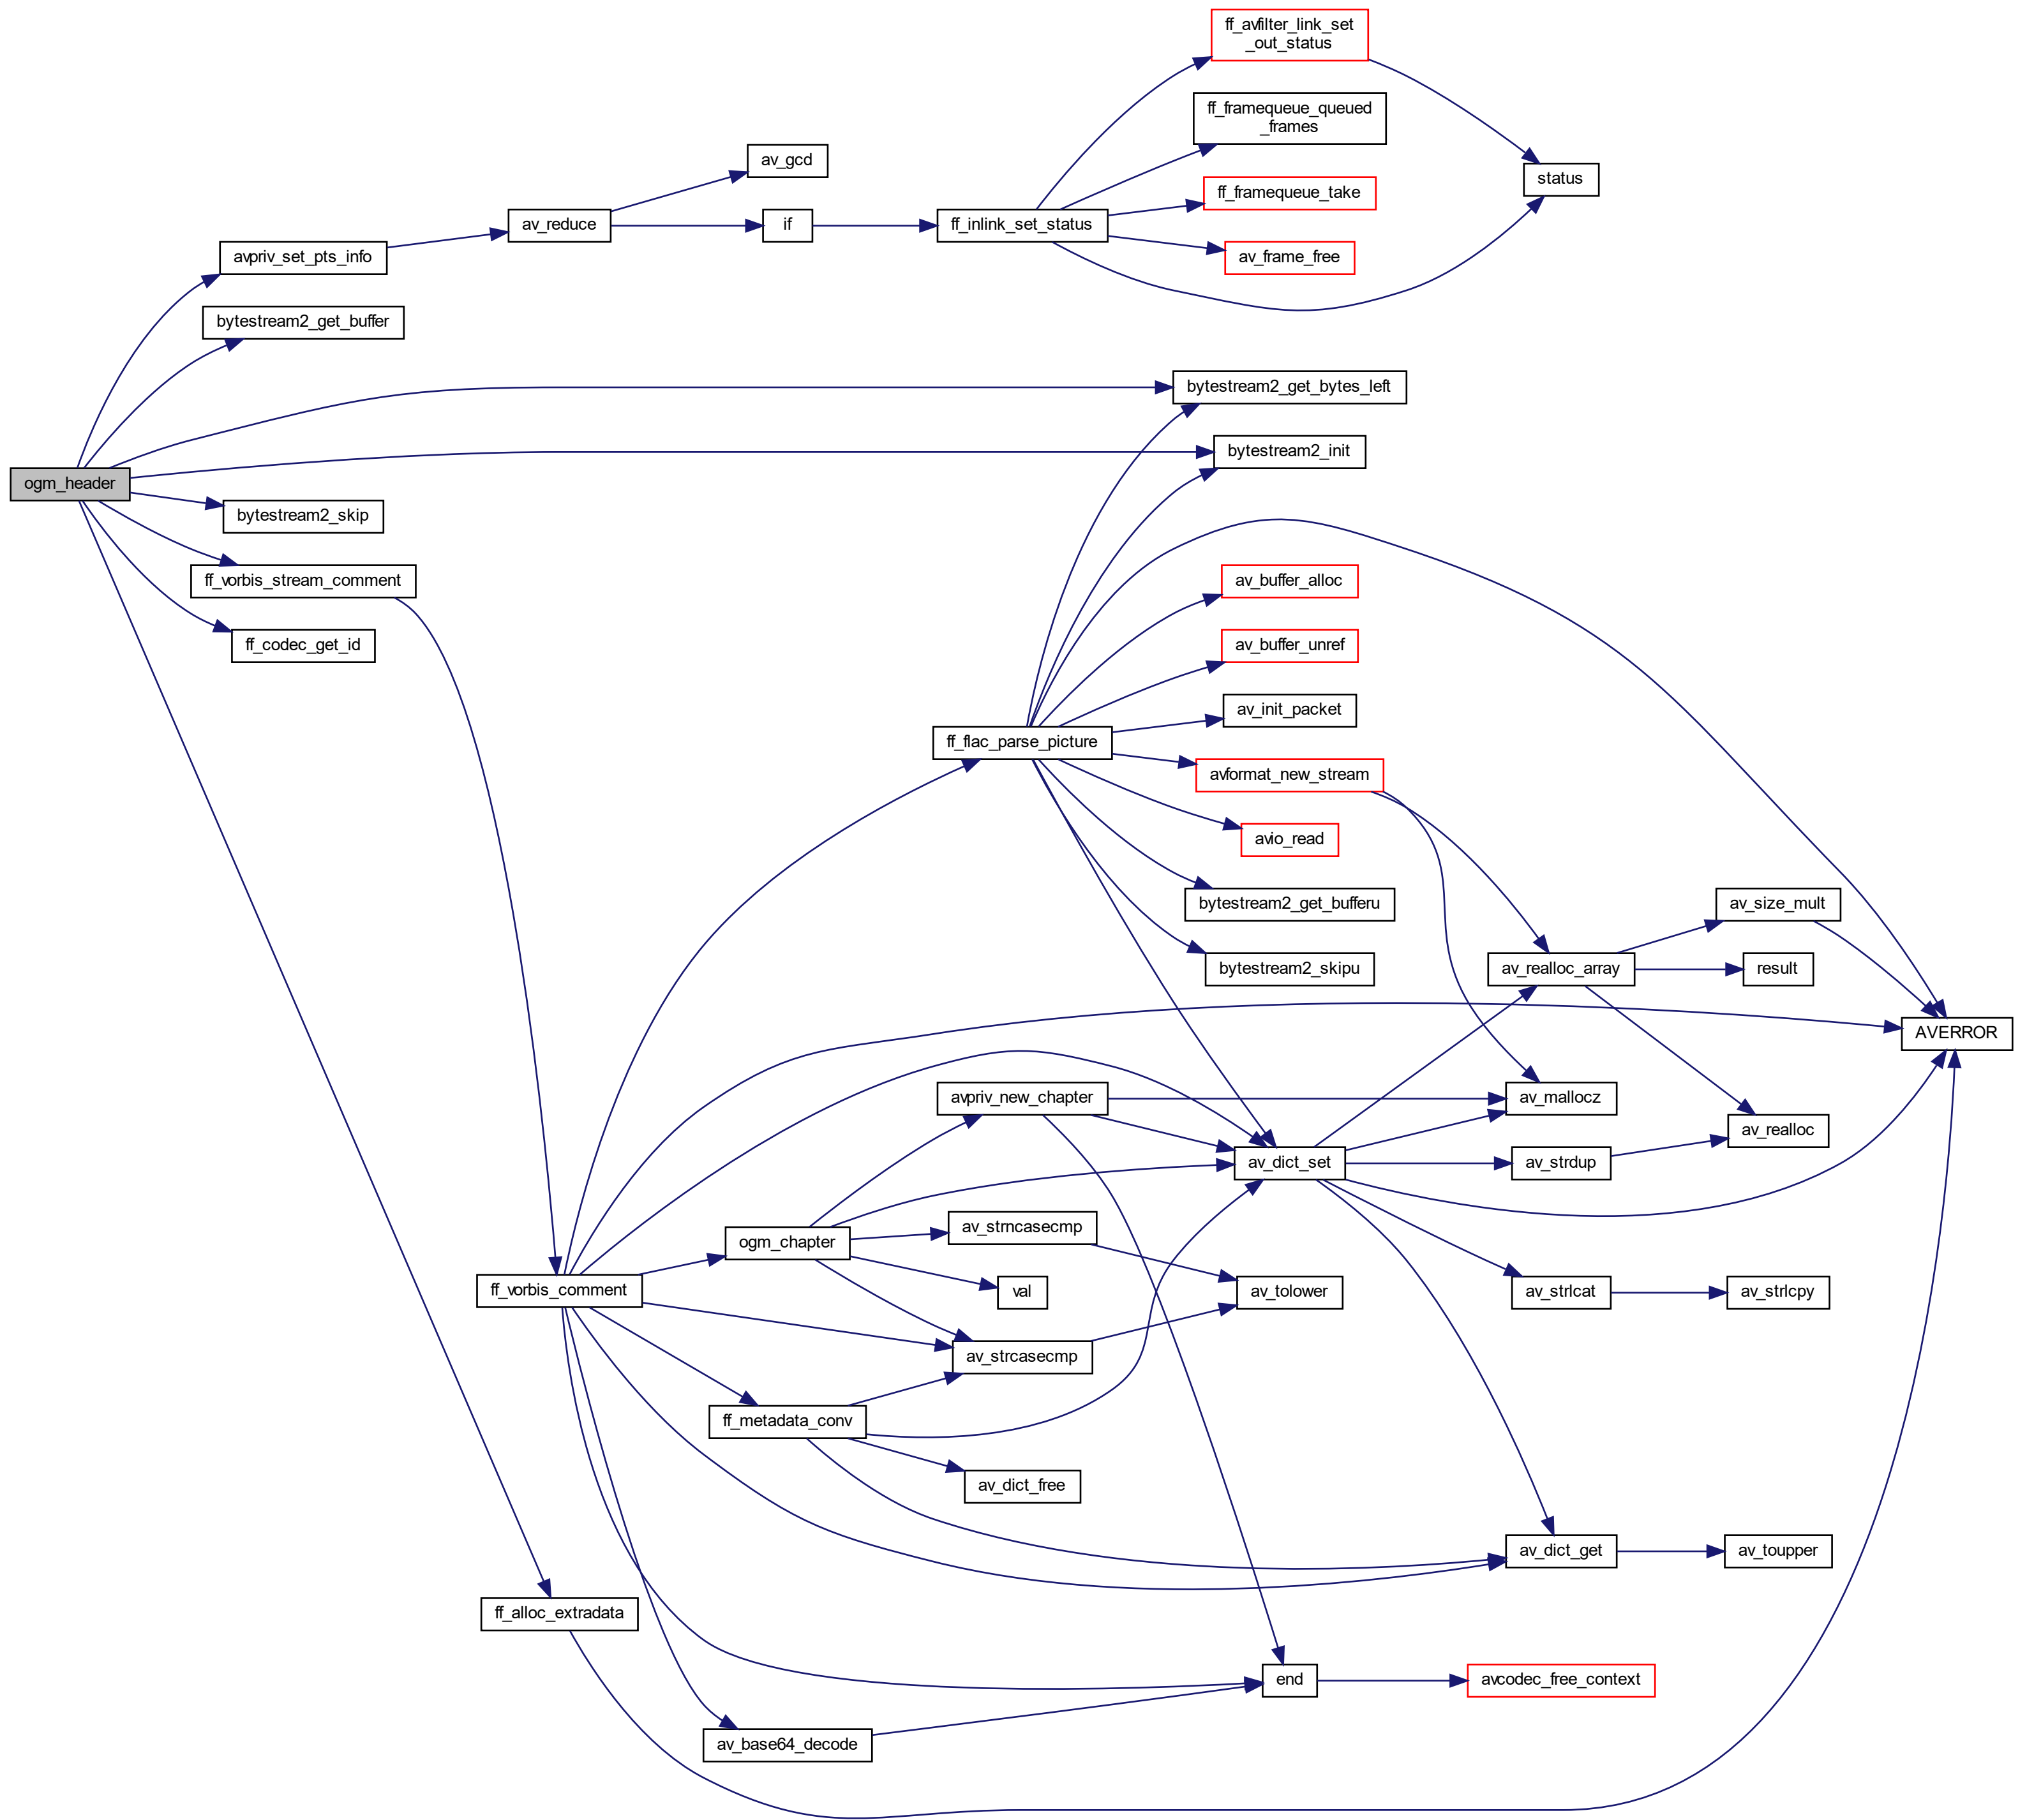 ff_avfilter_link_set
_out_status
ff_framequeue_queued
_frames
av_gcd
status
ff_framequeue_take
av_reduce
if
ff_inlink_set_status
avpriv_set_pts_info
av_frame_free
bytestream2_get_buffer
bytestream2_get_bytes_left
bytestream2_init
ogm_header
bytestream2_skip
ff_vorbis_stream_comment
av_buffer_alloc
ff_codec_get_id
av_buffer_unref
av_init_packet
ff_flac_parse_picture
avformat_new_stream
avio_read
bytestream2_get_bufferu
av_size_mult
bytestream2_skipu
av_realloc_array
result
AVERROR
avpriv_new_chapter
av_mallocz
av_realloc
av_dict_set
av_strdup
av_strncasecmp
ogm_chapter
ff_vorbis_comment
val
av_tolower
av_strlcat
av_strlcpy
av_strcasecmp
ff_metadata_conv
av_dict_free
av_dict_get
av_toupper
ff_alloc_extradata
end
avcodec_free_context
av_base64_decode